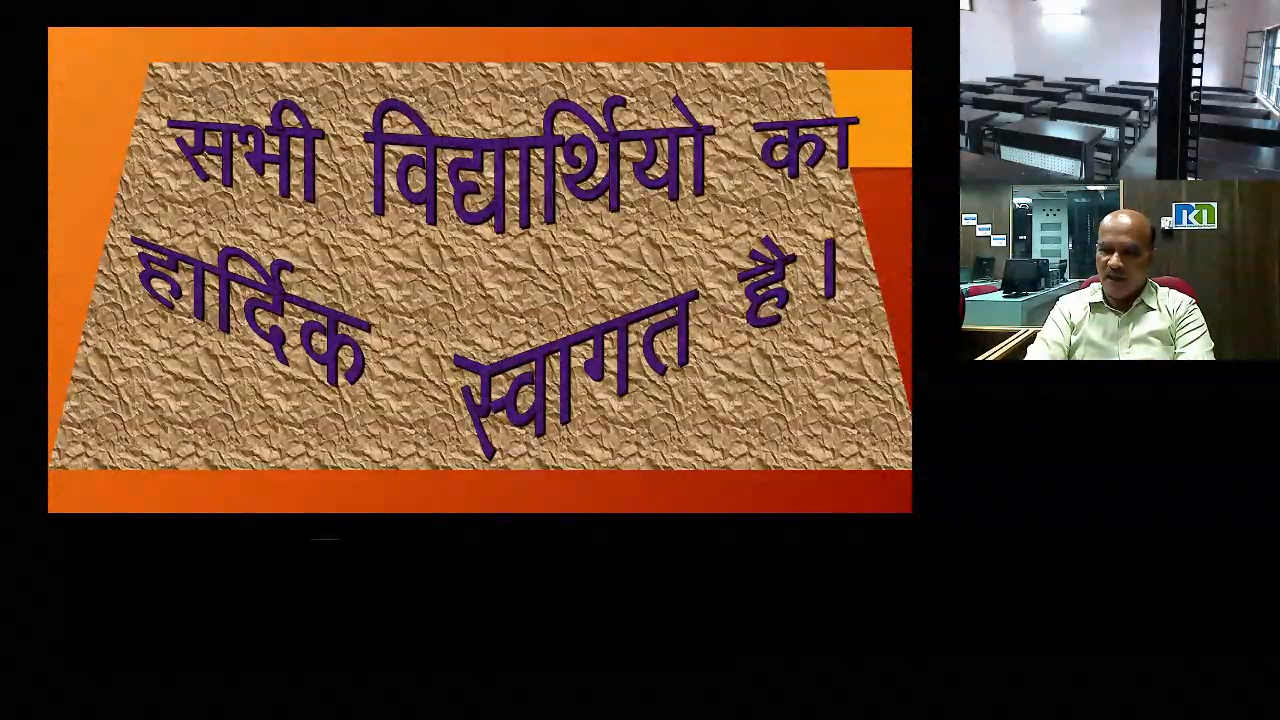 सभी विद्यार्थियो का
हार्दिक स्वागत है।